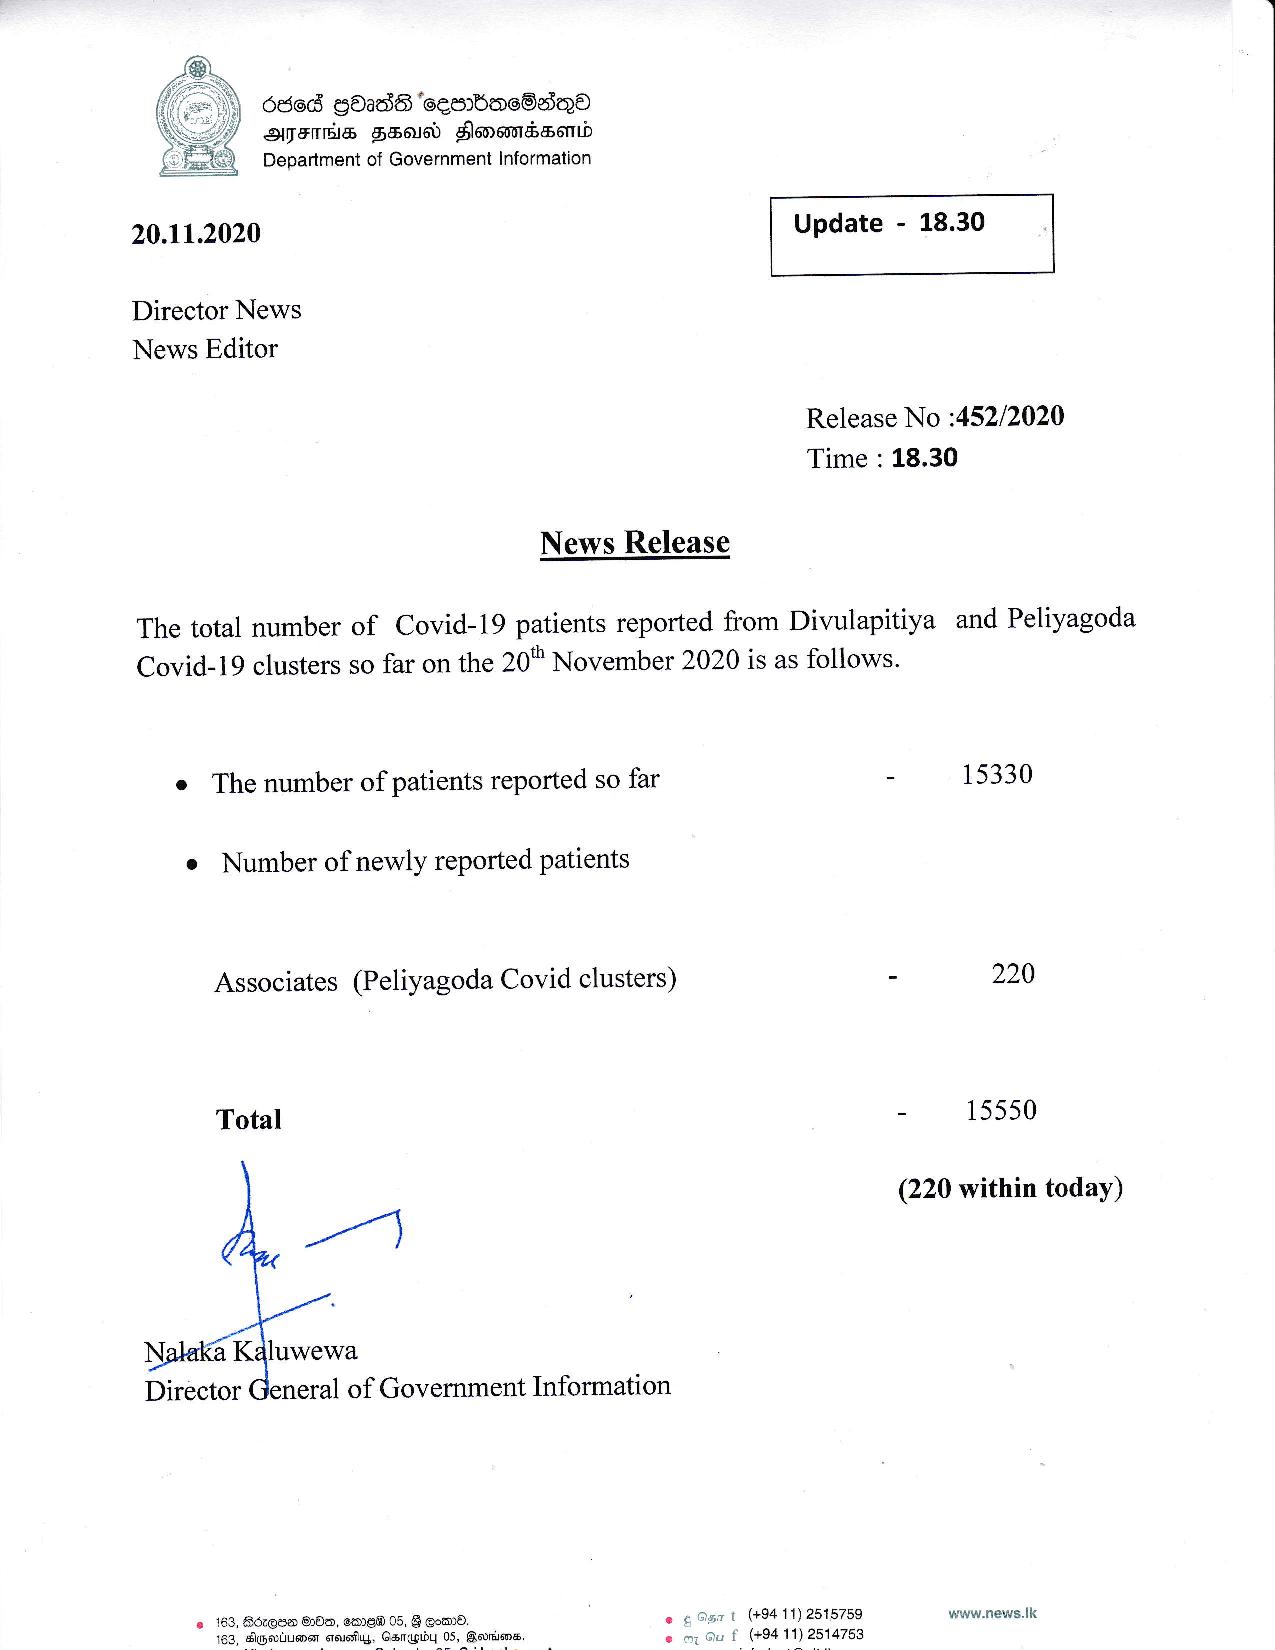 රජයේ ප්‍රවෘත්ති දෙපාර්තමේන්තුව
அரசாங்க தகவல் திணைக்களம்
Department of Government Information
20.11.2020
Update - 18.30
Director News
News Editor
Release No :452/2020
Time : 18.30
News Release
The total number of Covid-19 patients reported from Divulapitiya and Peliyagoda
Covid-19 clusters so far on the 20th November 2020 is as follows.
• The number of patients reported so far - 15330
• Number of newly reported patients
Associates (Peliyagoda Covid clusters) - 220
Total - 15550
(220 within today)
Nalaka Kaluwewa
Director General of Government Information
• 163, කිරුලපන මාවත, කොළඹ 05, ශ්‍රී ලංකාව.
163, கிருலப்பனை எவனியூ, கொழும்பு 05, இலங்கை.
• දු தொ t (+94 11) 2515759
• ෆැ பெ f (+94 11) 2514753
www.news.lk